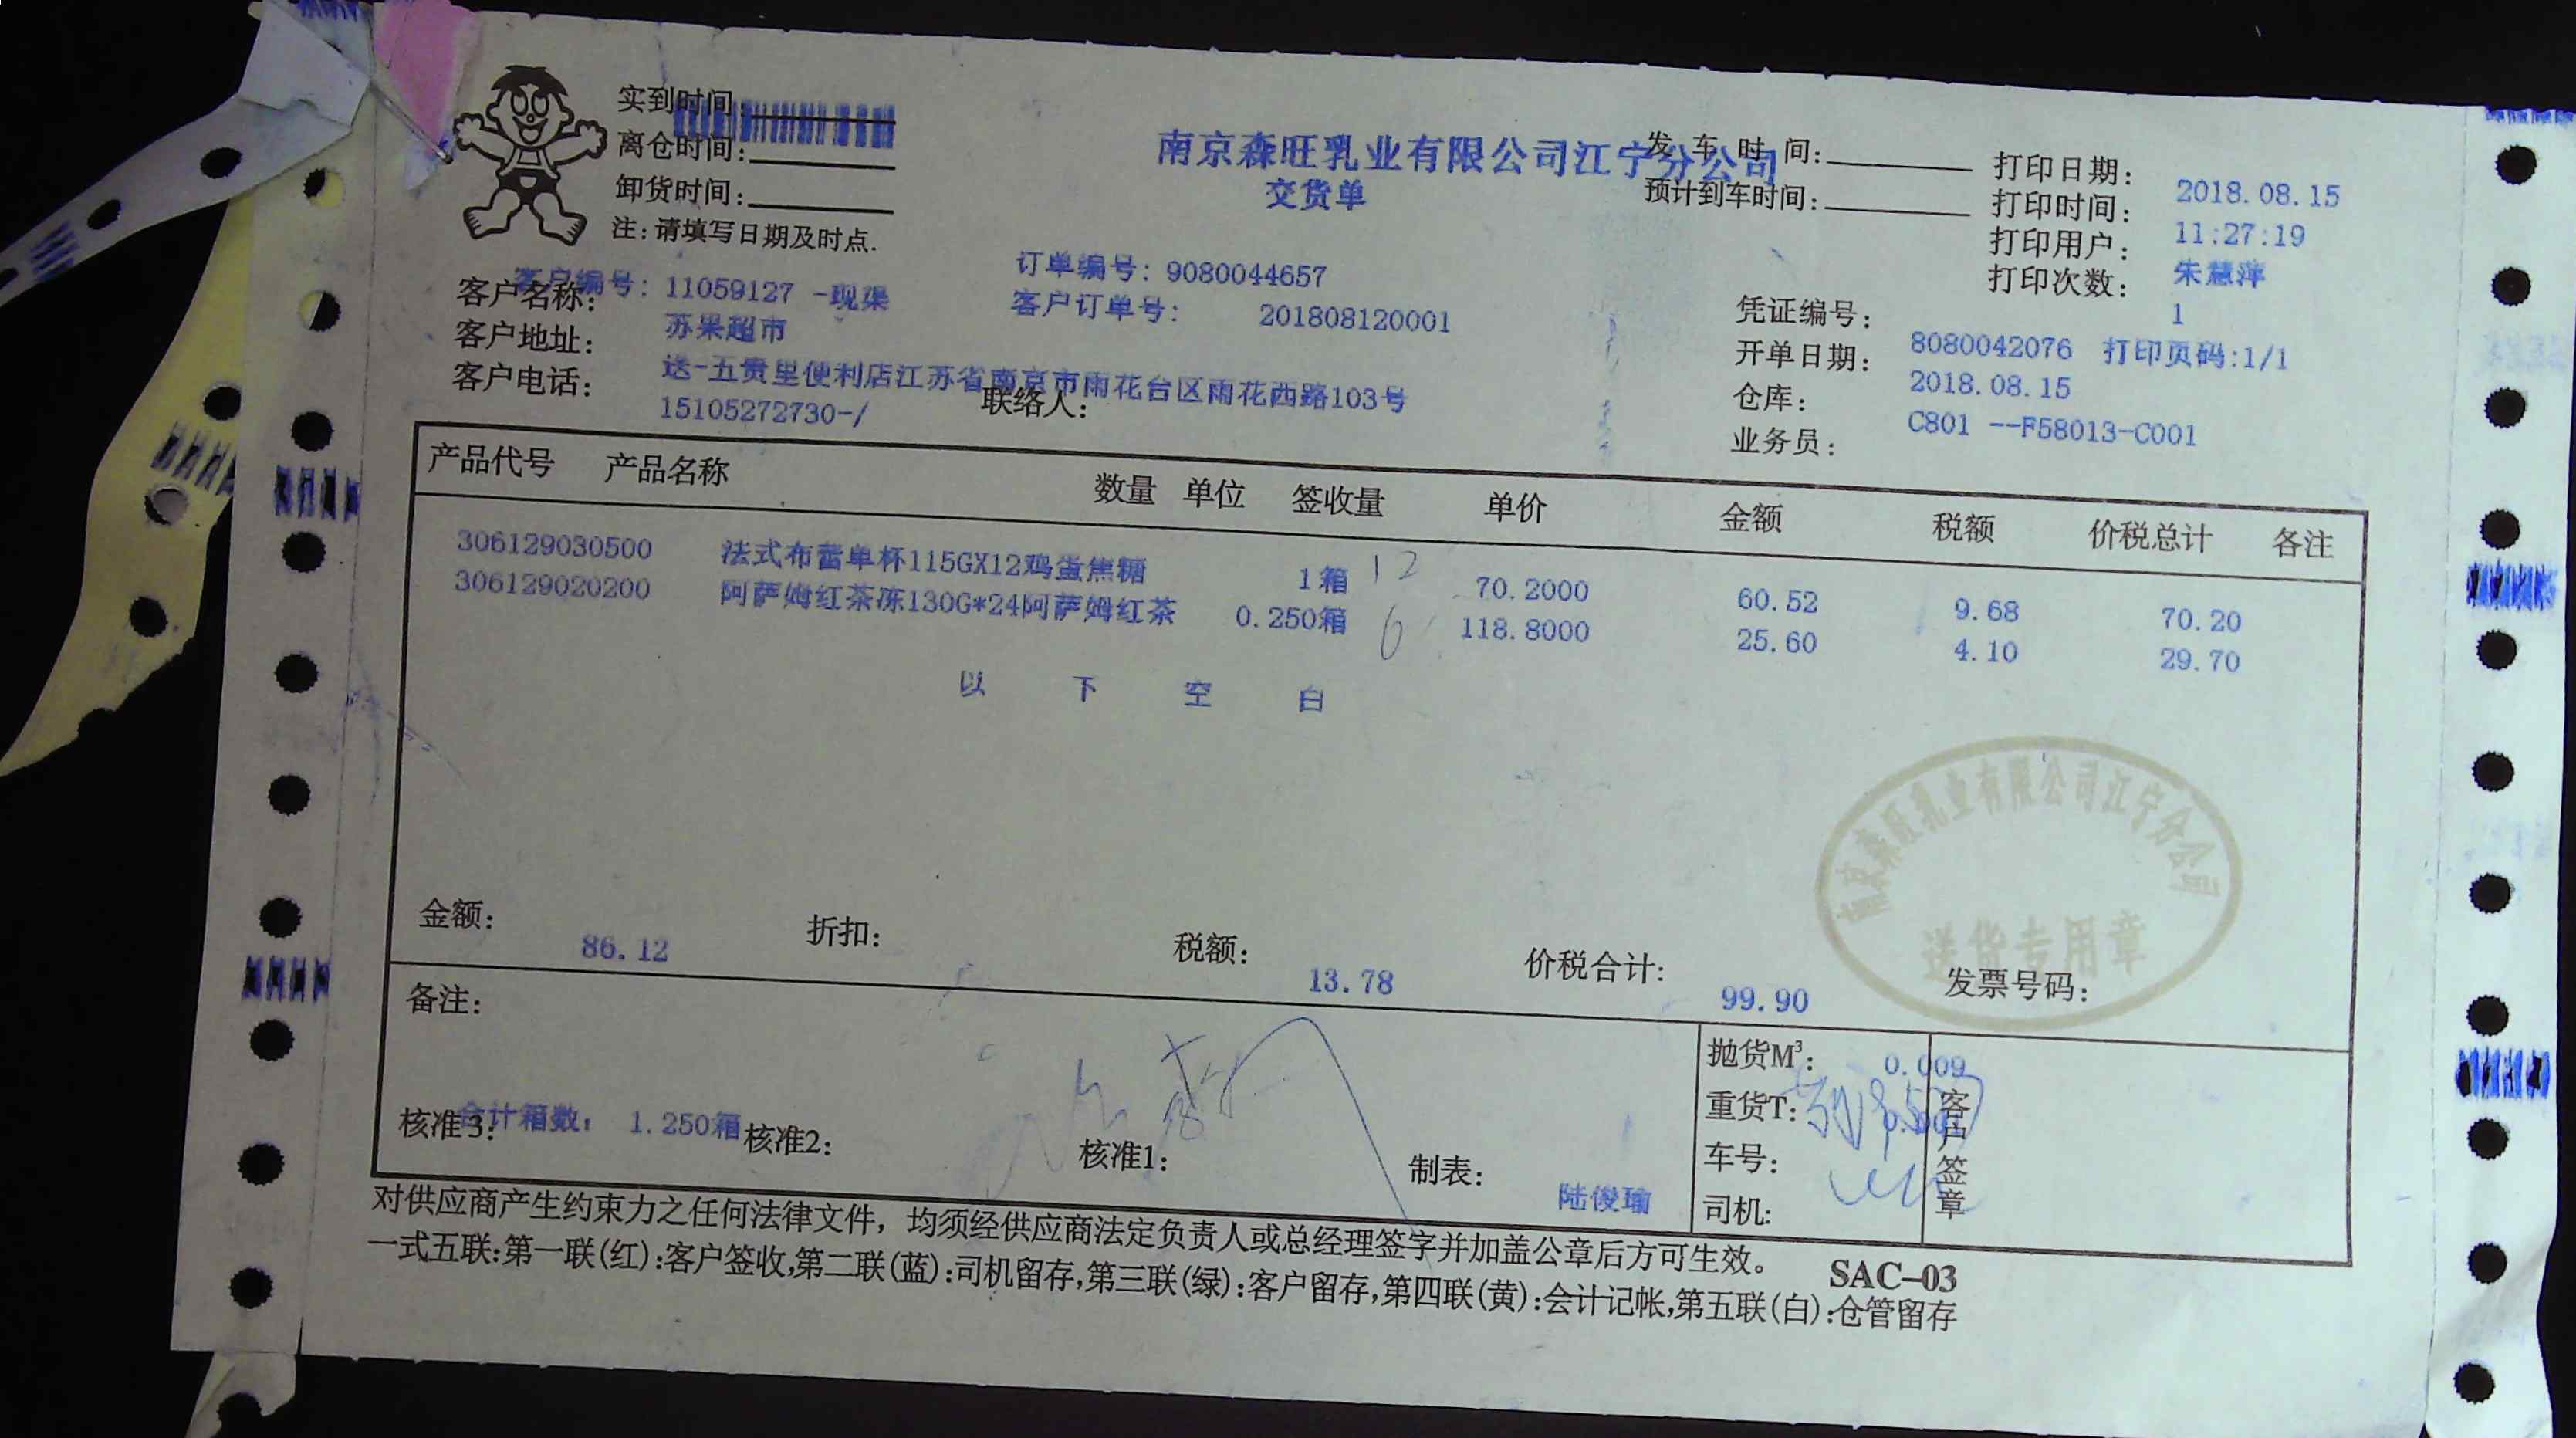 实到时间
离仓时间:
卸货时间:
注:请填写日期及时点.
南京森旺乳业有限公司江宁分公司
交货单
发车时间:
预计到车时间:
打印日期: 2018.08.15
打印时间: 11:27:19
打印用户: 朱慧萍
打印次数: 1
客户编号: 11059127 -现渠
订单编号: 9080044657
客户名称: 苏果超市
客户订单号: 201808120001
客户地址: 送-五贵里便利店江苏省南京市雨花台区雨花西路103号
客户电话: 15105272730-/
联络人:
凭证编号: 8080042076 打印页码:1/1
开单日期: 2018.08.15
仓库: C801 --F58013-C001
业务员:
产品代号 产品名称 数量 单位 签收量 单价 金额 税额 价税总计 备注
306129030500 法式布蕾单杯115GX12鸡蛋焦糖 1箱 12 70.2000 60.52 9.68 70.20
306129020200 阿萨姆红茶冻130G*24阿萨姆红茶 0.250箱 6 118.8000 25.60 4.10 29.70
以 下 空 白
南京森旺乳业有限公司江宁分公司
送货专用章
金额: 86.12 折扣: 税额: 13.78 价税合计: 99.90 发票号码:
备注:
合计箱数: 1.250箱
核准3: 核准2: 核准1: 制表: 陆俊瑜
抛货M³: 0.009
重货T:
车号:
司机:
客户签章
对供应商产生约束力之任何法律文件，均须经供应商法定负责人或总经理签字并加盖公章后方可生效。 SAC-03
一式五联:第一联(红):客户签收,第二联(蓝):司机留存,第三联(绿):客户留存,第四联(黄):会计记帐,第五联(白):仓管留存